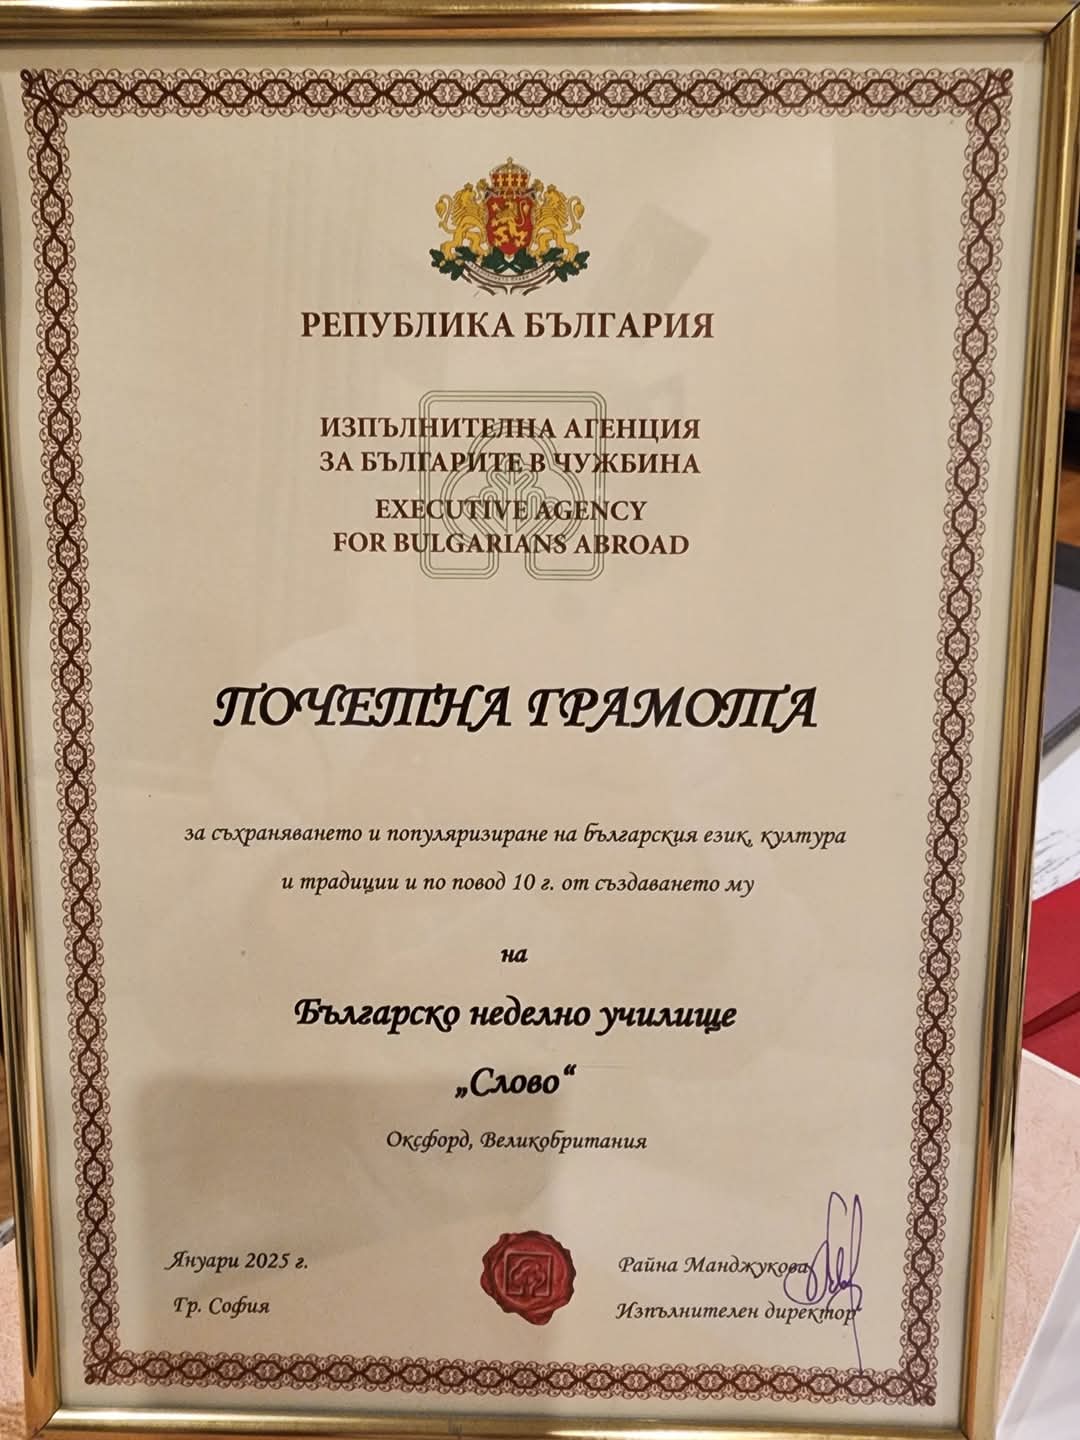 РЕПУБЛИКА БЪЛГАРИЯ
ИЗПЪЛНИТЕЛНА АГЕНЦИЯ
ЗА БЪЛГАРИТЕ В ЧУЖБИНА
EXECUTIVE AGENCY
FOR BULGARIANS ABROAD
ПОЧЕТНА ГРАМОТА
за съхраняването и популяризиране на българския език, култура
и традиции и по повод 10 г. от създаването му
на
Българско неделно училище
„Слово“
Оксфорд, Великобритания
Януари 2025 г.
Гр. София
Райна Манджукова
Изпълнителен директор